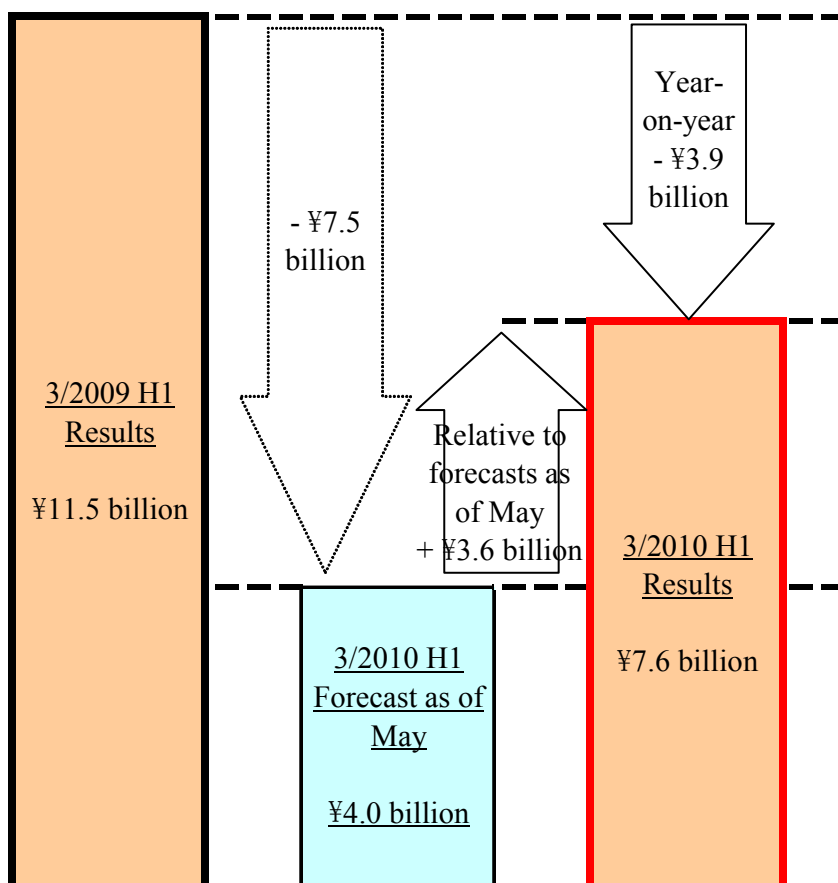 3/2009 H1
Results
¥11.5 billion
- ¥7.5
billion
Year-
on-year
- ¥3.9
billion
Relative to
forecasts as
of May
+ ¥3.6 billion
3/2010 H1
Forecast as of
May
¥4.0 billion
3/2010 H1
Results
¥7.6 billion